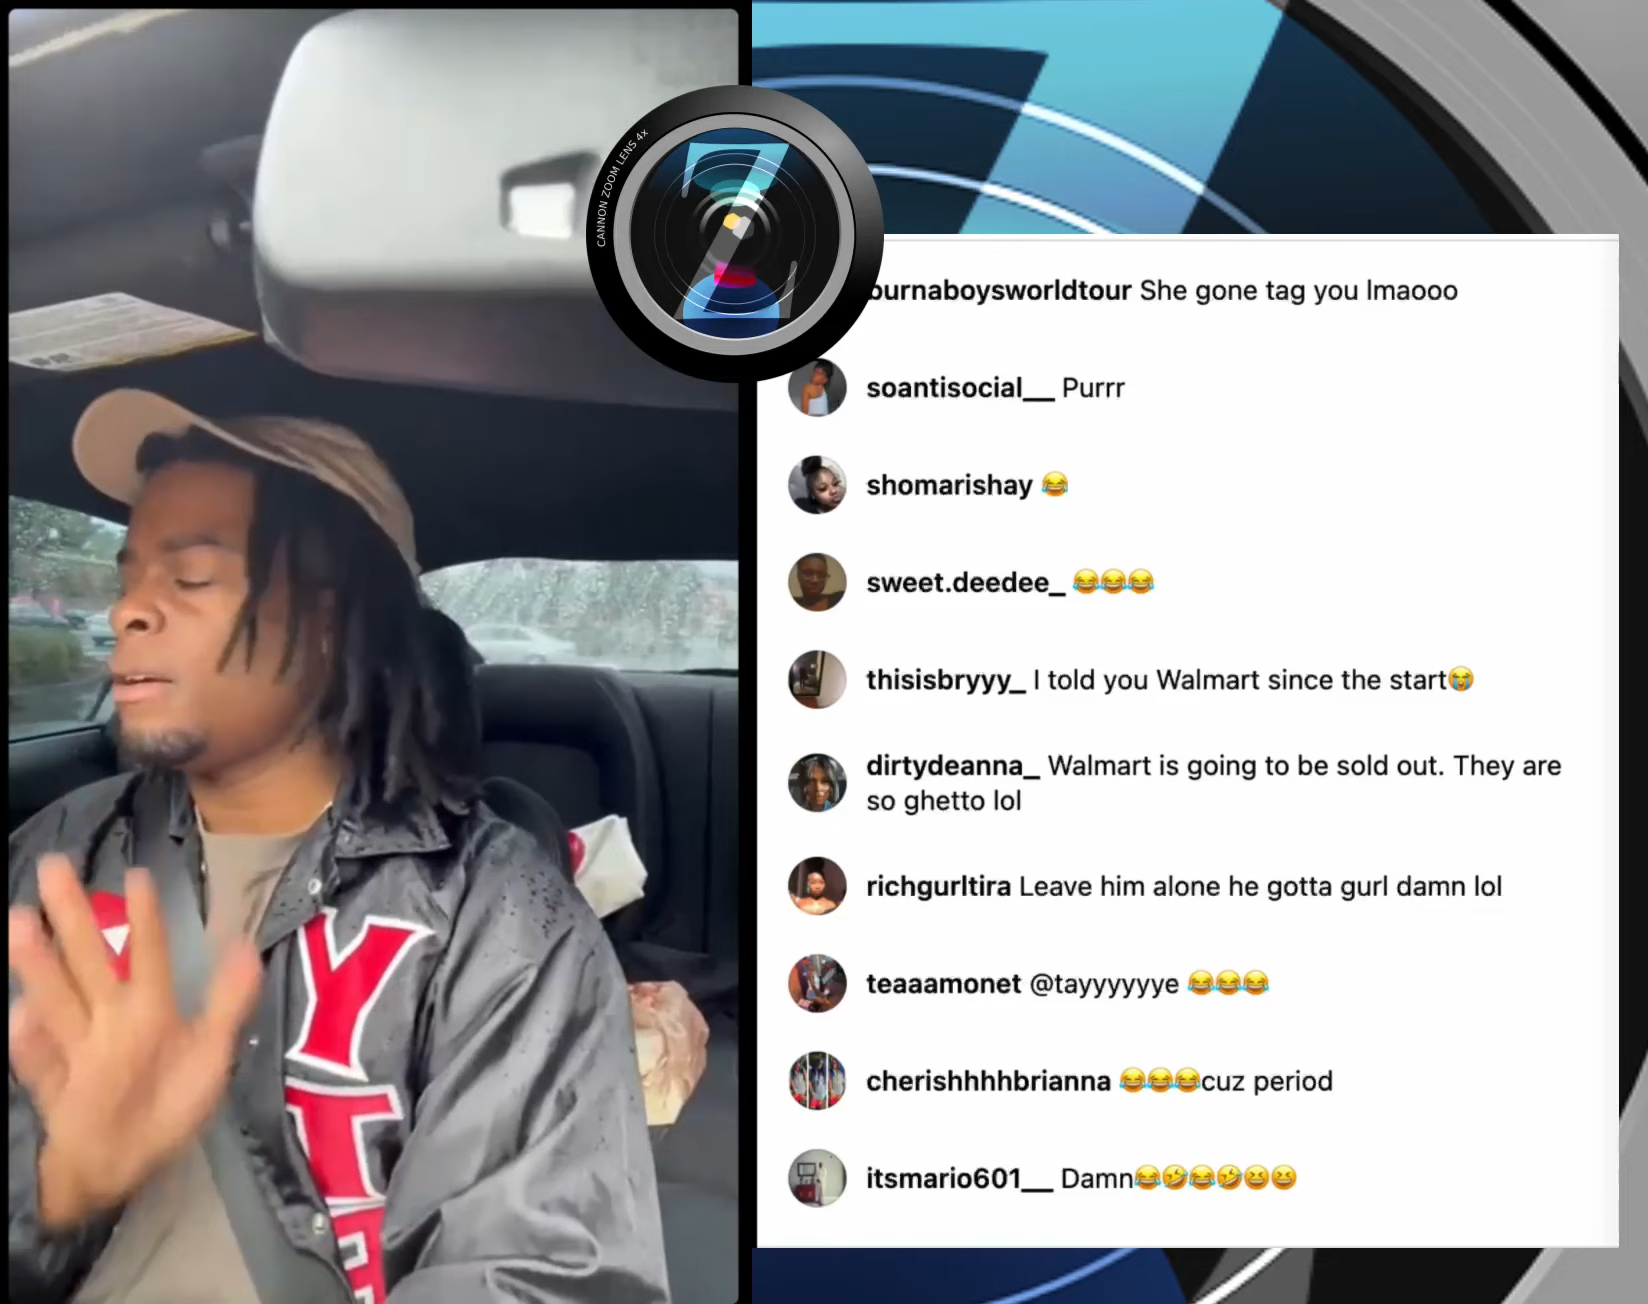 CANNON ZOOM LENS 4x
burnaboysworldtour She gone tag you lmaooo
soantisocial__ Purrr
shomarishay 😂
sweet.deedee_ 😂😂😂
thisisbryyy_ I told you Walmart since the start😭
dirtydeanna_ Walmart is going to be sold out. They are
so ghetto lol
richgurltira Leave him alone he gotta gurl damn lol
teaaamonet @tayyyyyye 😂😂😂
cherishhhhbrianna 😂😂😂cuz period
itsmario601__ Damn😂🤣😂🤣😆😆
Y
T